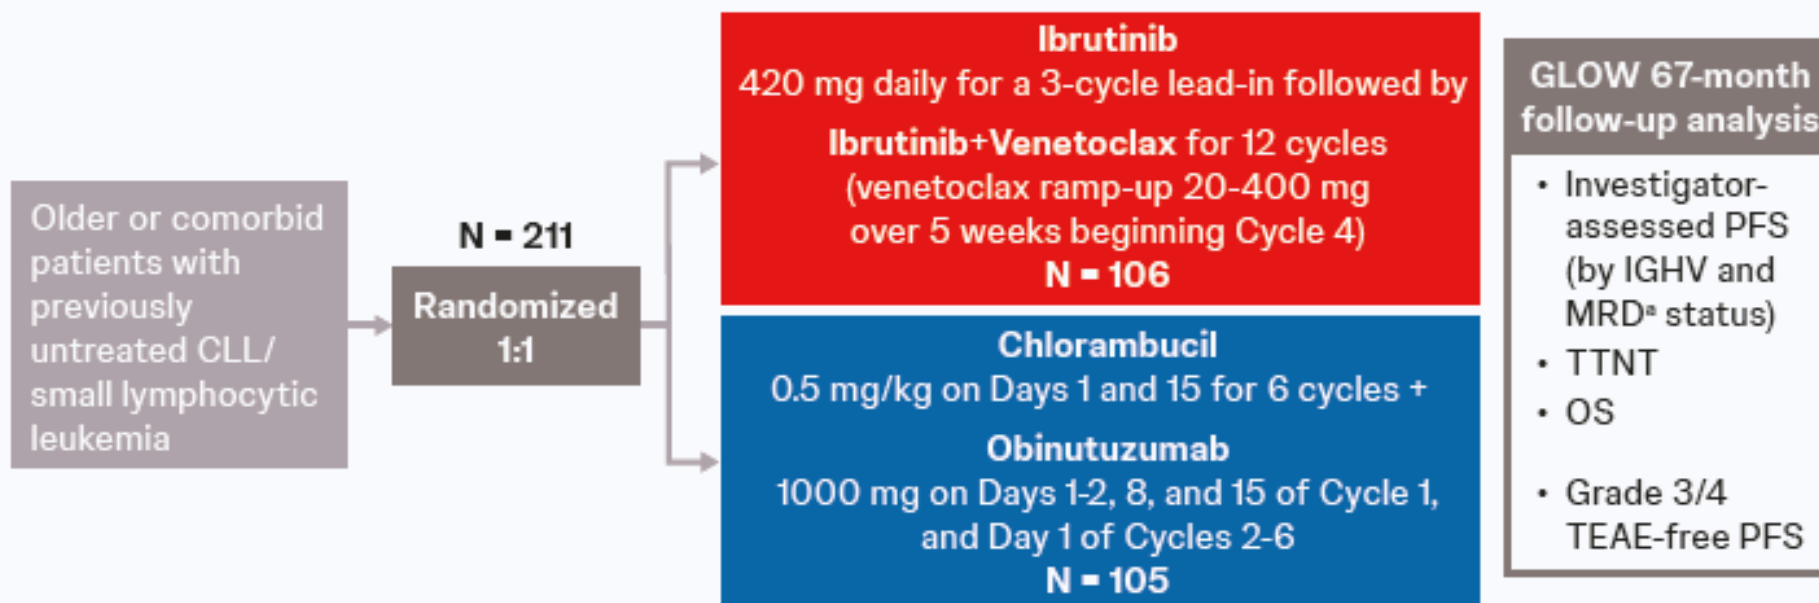 Older or comorbid
patients with
previously
untreated CLL/
small lymphocytic
leukemia
N = 211
Randomized
1:1
Ibrutinib
420 mg daily for a 3-cycle lead-in followed by
Ibrutinib+Venetoclax for 12 cycles
(venetoclax ramp-up 20-400 mg
over 5 weeks beginning Cycle 4)
N = 106
Chlorambucil
0.5 mg/kg on Days 1 and 15 for 6 cycles +
Obinutuzumab
1000 mg on Days 1-2, 8, and 15 of Cycle 1,
and Day 1 of Cycles 2-6
N = 105
GLOW 67-month
follow-up analysis
• Investigator-
assessed PFS
(by IGHV and
MRDᵃ status)
• TTNT
• OS
• Grade 3/4
TEAE-free PFS